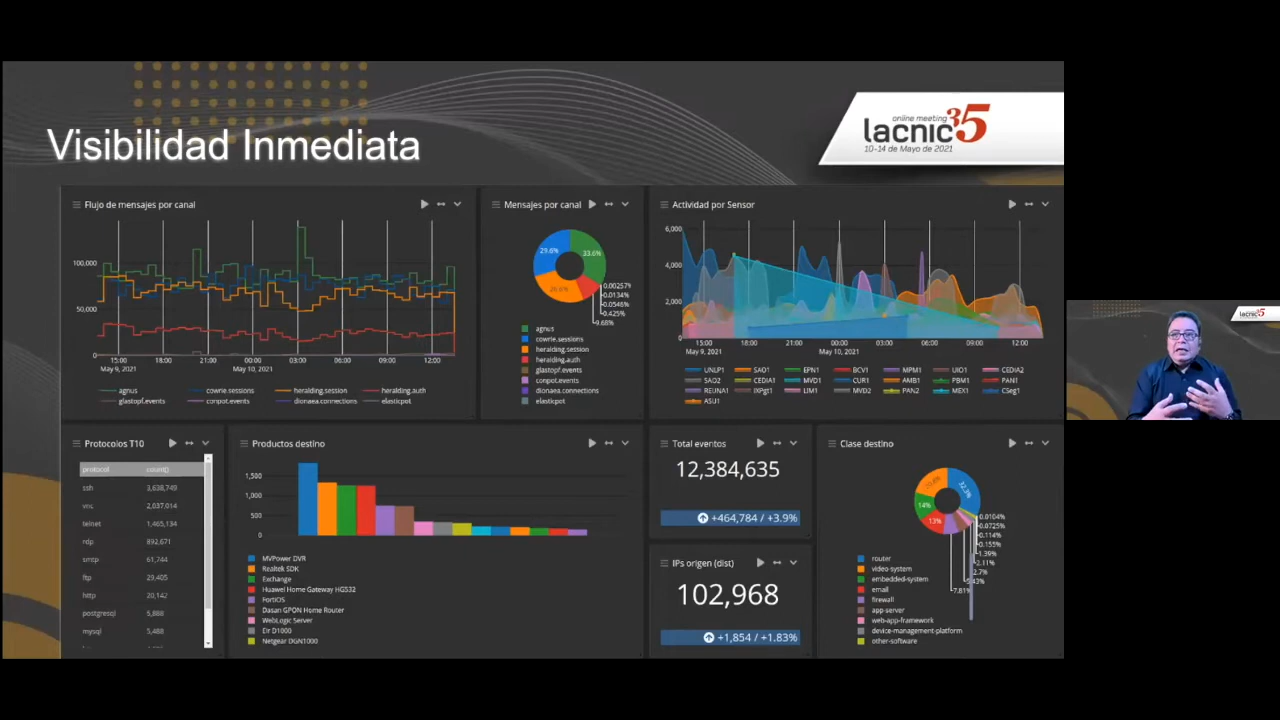 Visibilidad Inmediata
online meeting
lacnic 35
10-14 de Mayo de 2021
Flujo de mensajes por canal
100,000
50,000
0
15:00 18:00 21:00 00:00 03:00 06:00 09:00 12:00
May 9, 2021 May 10, 2021
agnus cowrie.sessions heralding.session heralding.auth
glastopf.events conpot.events dionaea.connections elasticpot
Mensajes por canal
29.6% 33.6%
26.6%
0.00257%
0.0134%
0.0546%
0.425%
9.68%
agnus
cowrie.sessions
heralding.session
heralding.auth
glastopf.events
conpot.events
dionaea.connections
elasticpot
Actividad por Sensor
6,000
4,000
2,000
0
15:00 18:00 21:00 00:00 03:00 06:00 09:00 12:00
May 9, 2021 May 10, 2021
UNLP1 SAO1 EPN1 BCV1 MPM1 UIO1 CEDIA2
SAO2 CEDIA1 MVD1 CUR1 AMB1 PBM1 PAN1
REUNA1 IXPgt1 LIM1 MVD2 PAN2 MEX1 CSeg1
ASU1
Protocolos T10
protocol count()
ssh 3,638,749
vnc 2,037,014
telnet 1,465,134
rdp 892,671
smtp 61,744
ftp 29,405
http 20,142
postgresql 5,888
mysql 5,488
Productos destino
1,500
1,000
500
0
MVPower DVR
Realtek SDK
Exchange
Huawei Home Gateway HG532
FortiOS
Dasan GPON Home Router
WebLogic Server
Eir D1000
Netgear DGN1000
Total eventos
12,384,635
+464,784 / +3.9%
IPs origen (dist)
102,968
+1,854 / +1.83%
Clase destino
32.3%
14%
13%
0.0104%
0.0725%
0.114%
0.155%
1.39%
2.11%
2.7%
7.81%
router
video-system
embedded-system
email
firewall
app-server
web-app-framework
device-management-platform
other-software
lacnic 35